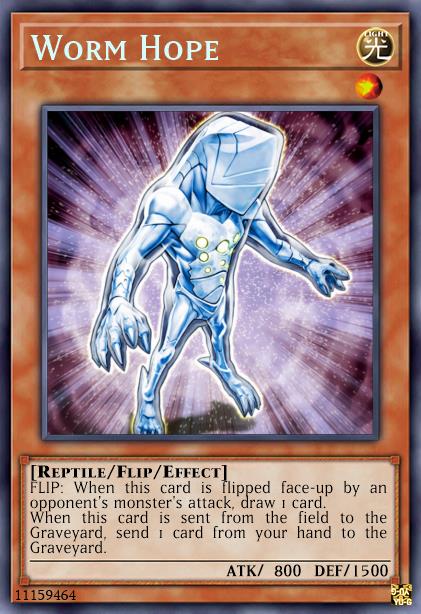 Worm Hope
LIGHT
光
[Reptile/Flip/Effect]
FLIP: When this card is flipped face-up by an
opponent's monster's attack, draw 1 card.
When this card is sent from the field to the
Graveyard, send 1 card from your hand to the
Graveyard.
ATK/ 800 DEF/1500
11159464